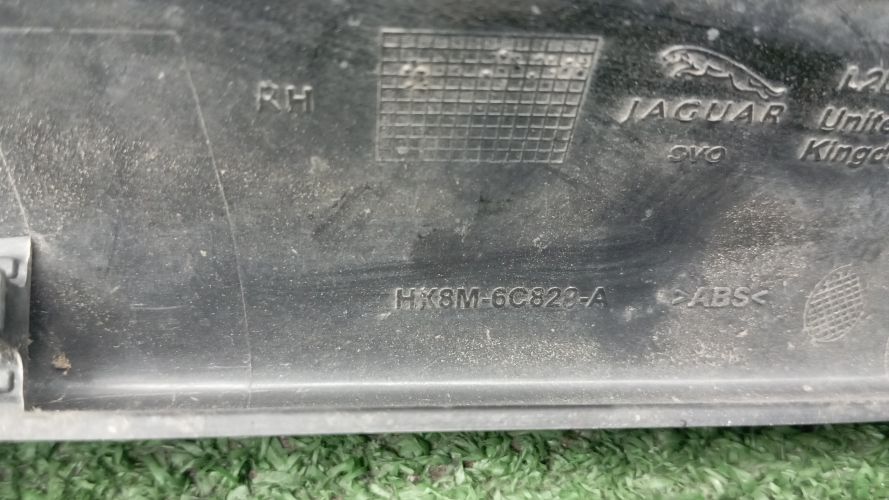 RH
JAGUAR
SVO
HX8M-6C828-A
>ABS<